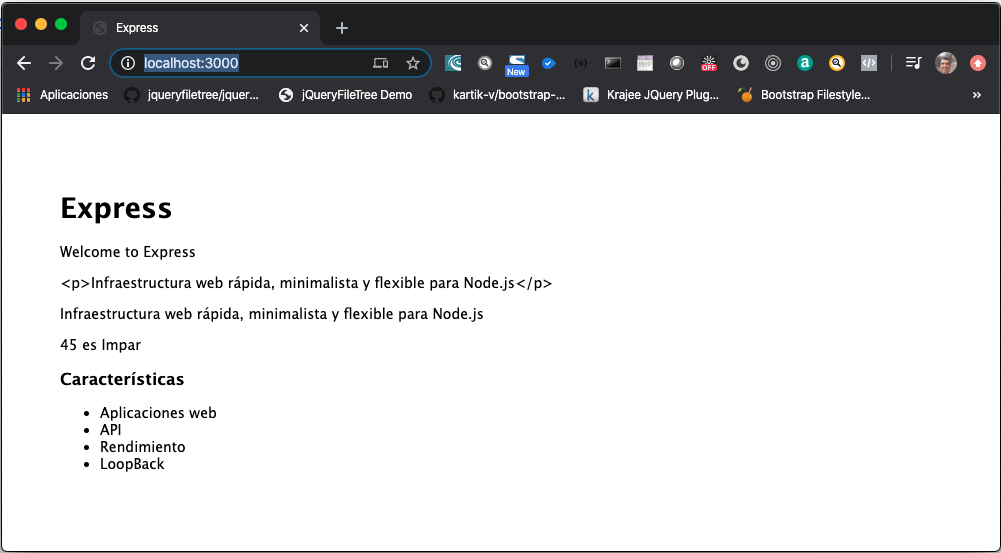 Express
localhost:3000
New
PHP
OFF
a
</>
Aplicaciones
jqueryfiletree/jquer...
jQueryFileTree Demo
kartik-v/bootstrap-...
k
Krajee JQuery Plug...
Bootstrap Filestyle...
»
Express
Welcome to Express
<p>Infraestructura web rápida, minimalista y flexible para Node.js</p>
Infraestructura web rápida, minimalista y flexible para Node.js
45 es Impar
Características
Aplicaciones web
API
Rendimiento
LoopBack